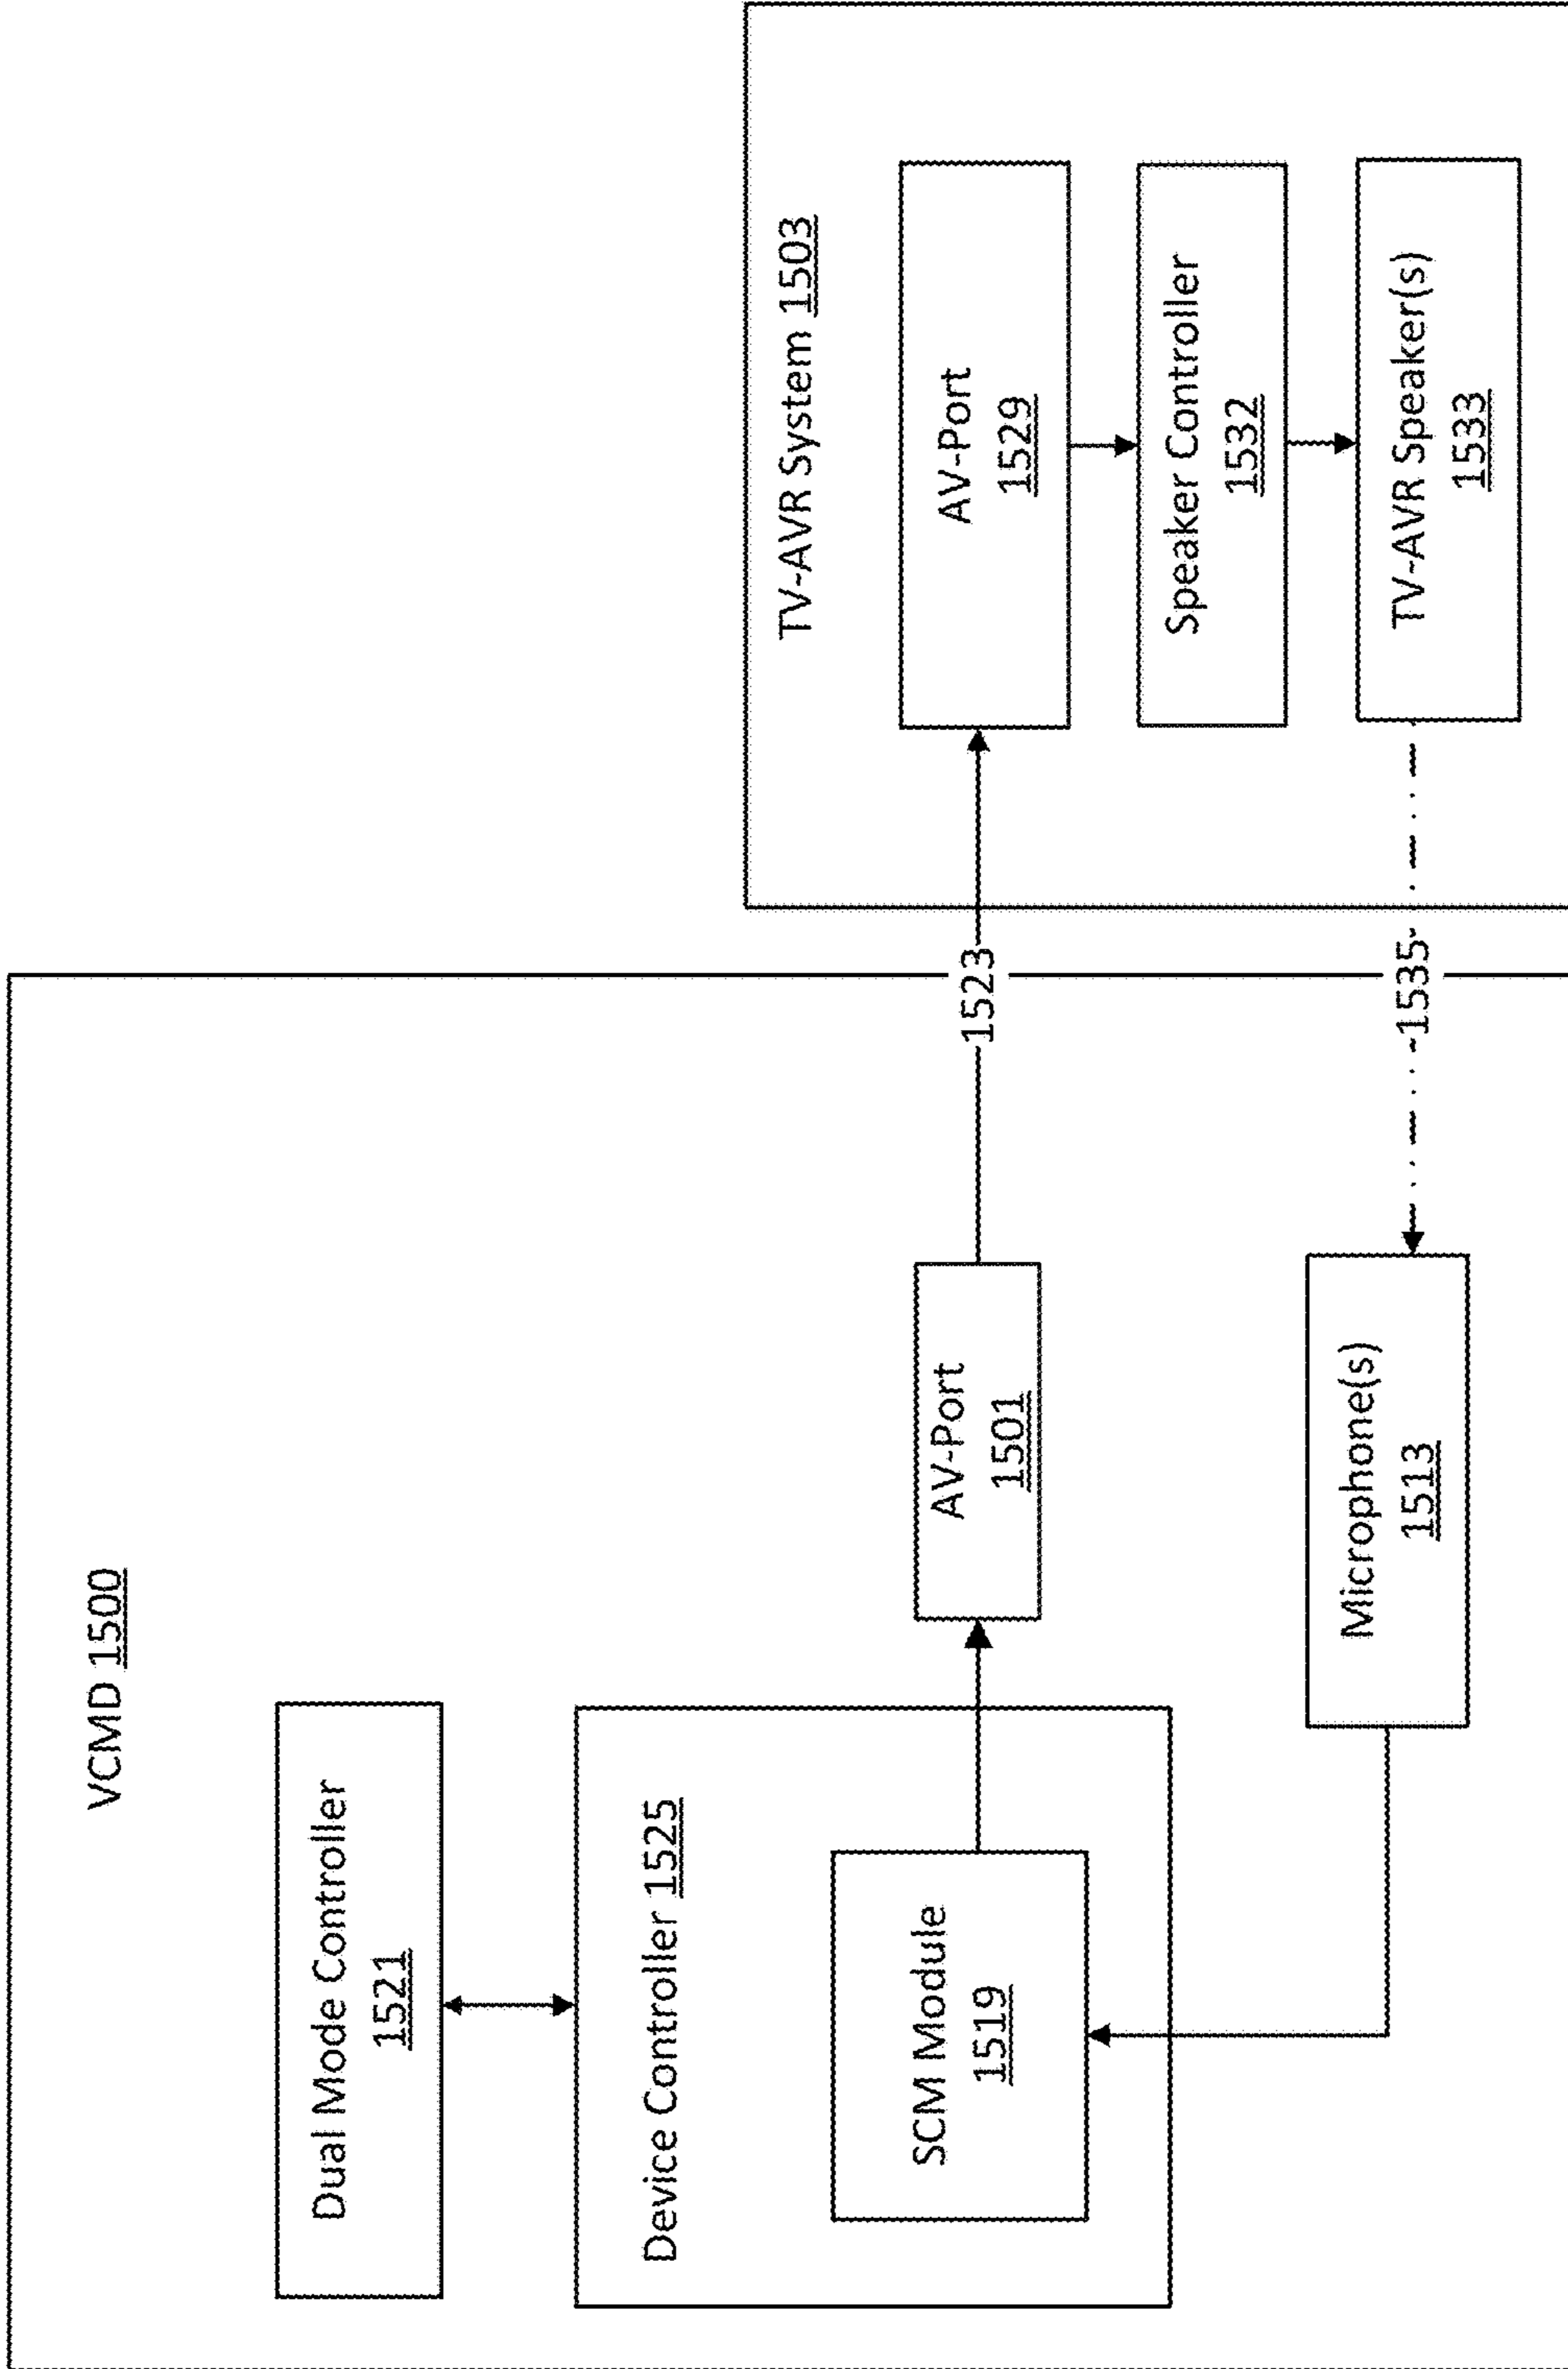 VCMD 1500
Dual Mode Controller
1521
Device Controller 1525
SCM Module
1519
AV-Port
1501
Microphone(s)
1513
1523
1535
TV-AVR System 1503
AV-Port
1529
Speaker Controller
1532
TV-AVR Speaker(s)
1533